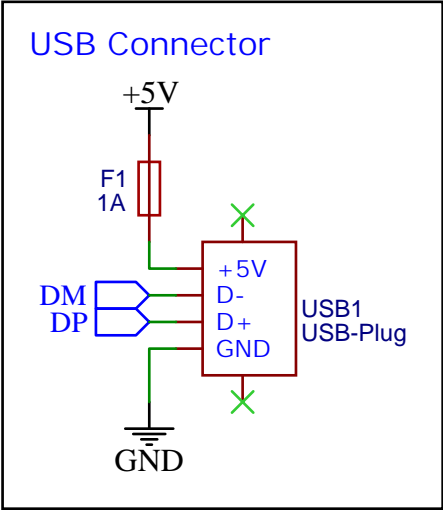 USB Connector
+5V
F1
1A
+5V
DM
D-
DP
D+
GND
USB1
USB-Plug
GND